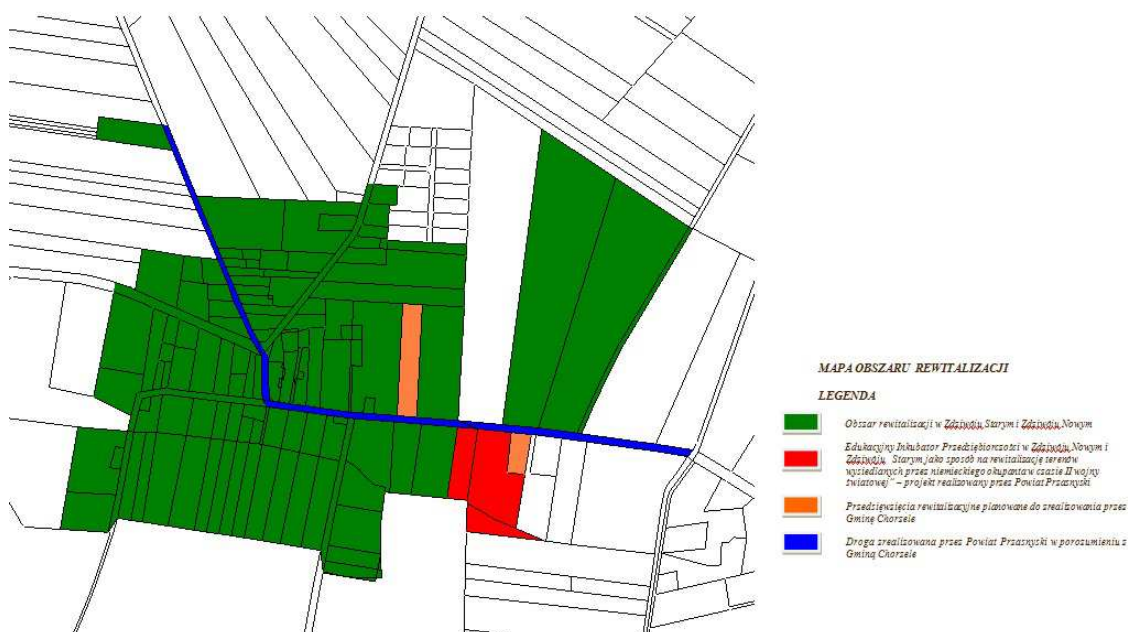 MAPA OBSZARU REWITALIZACJI
LEGENDA
Obszar rewitalizacji w Zdziwóju Starym i Zdziwóju Nowym
Edukacyjny Inkubator Przedsiębiorczości w Zdziwóju Nowym i
Zdziwóju Starym jako sposób na rewitalizację terenów
wysiedlanych przez niemieckiego okupanta w czasie II wojny
światowej" – projekt realizowany przez Powiat Przasnyski
Przedsięwzięcia rewitalizacyjne planowane do zrealizowania przez
Gminę Chorzele
Droga zrealizowana przez Powiat Przasnyski w porozumieniu z
Gminą Chorzele